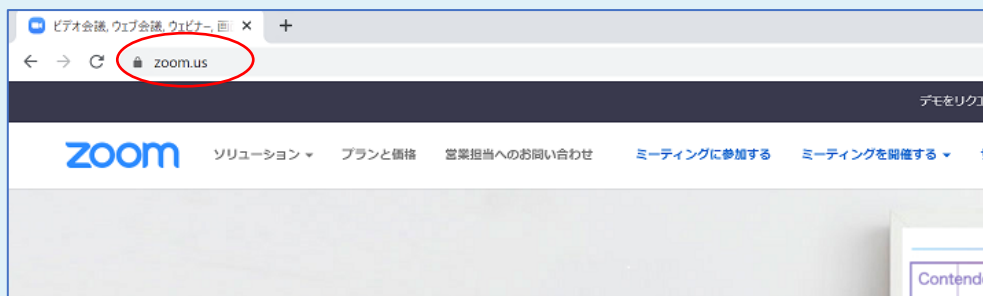 ビデオ会議, ウェブ会議, ウェビナー, 画
zoom.us
デモをリクエ
zoom ソリューション プランと価格 営業担当へのお問い合わせ ミーティングに参加する ミーティングを開催する
Contende